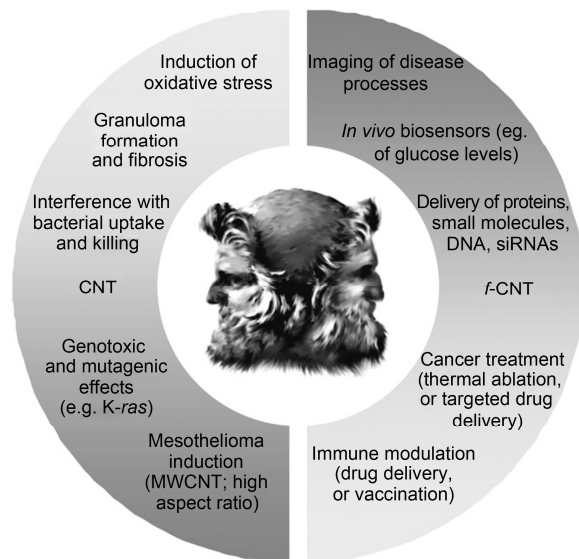 Induction of
oxidative stress
Granuloma
formation
and fibrosis
Interference with
bacterial uptake
and killing
CNT
Genotoxic
and mutagenic
effects
(e.g. K-ras)
Mesothelioma
induction
(MWCNT; high
aspect ratio)
Imaging of disease
processes
In vivo biosensors (eg.
of glucose levels)
Delivery of proteins,
small molecules,
DNA, siRNAs
f-CNT
Cancer treatment
(thermal ablation,
or targeted drug
delivery)
Immune modulation
(drug delivery,
or vaccination)